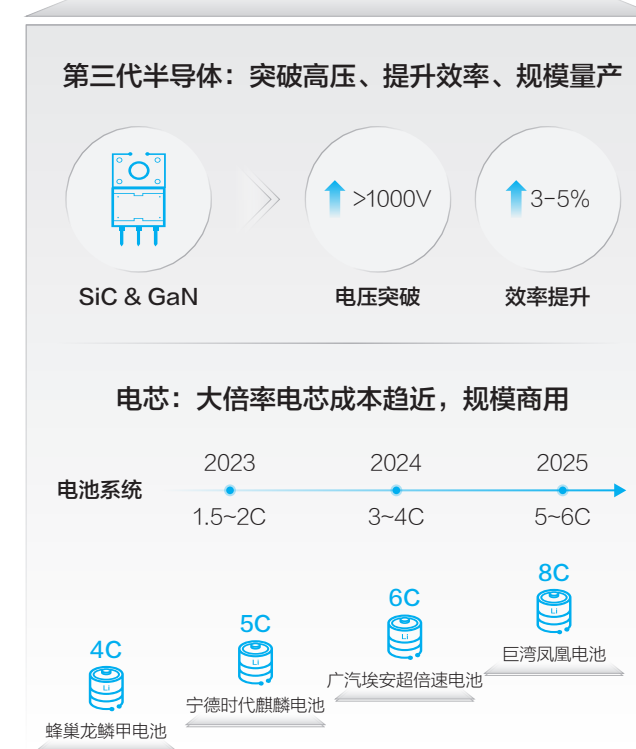 第三代半导体：突破高压、提升效率、规模量产
>1000V
3-5%
SiC & GaN
电压突破
效率提升
电芯：大倍率电芯成本趋近，规模商用
电池系统
2023
2024
2025
1.5~2C
3~4C
5~6C
4C
Li
蜂巢龙鳞甲电池
5C
Li
宁德时代麒麟电池
6C
Li
广汽埃安超倍速电池
8C
Li
巨湾凤凰电池